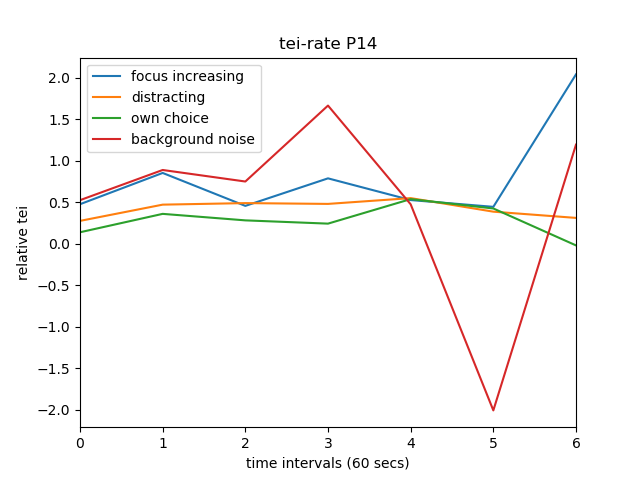 tei-rate P14
focus increasing
distracting
own choice
background noise
relative tei
2.0
1.5
1.0
0.5
0.0
−0.5
−1.0
−1.5
−2.0
0 1 2 3 4 5 6
time intervals (60 secs)